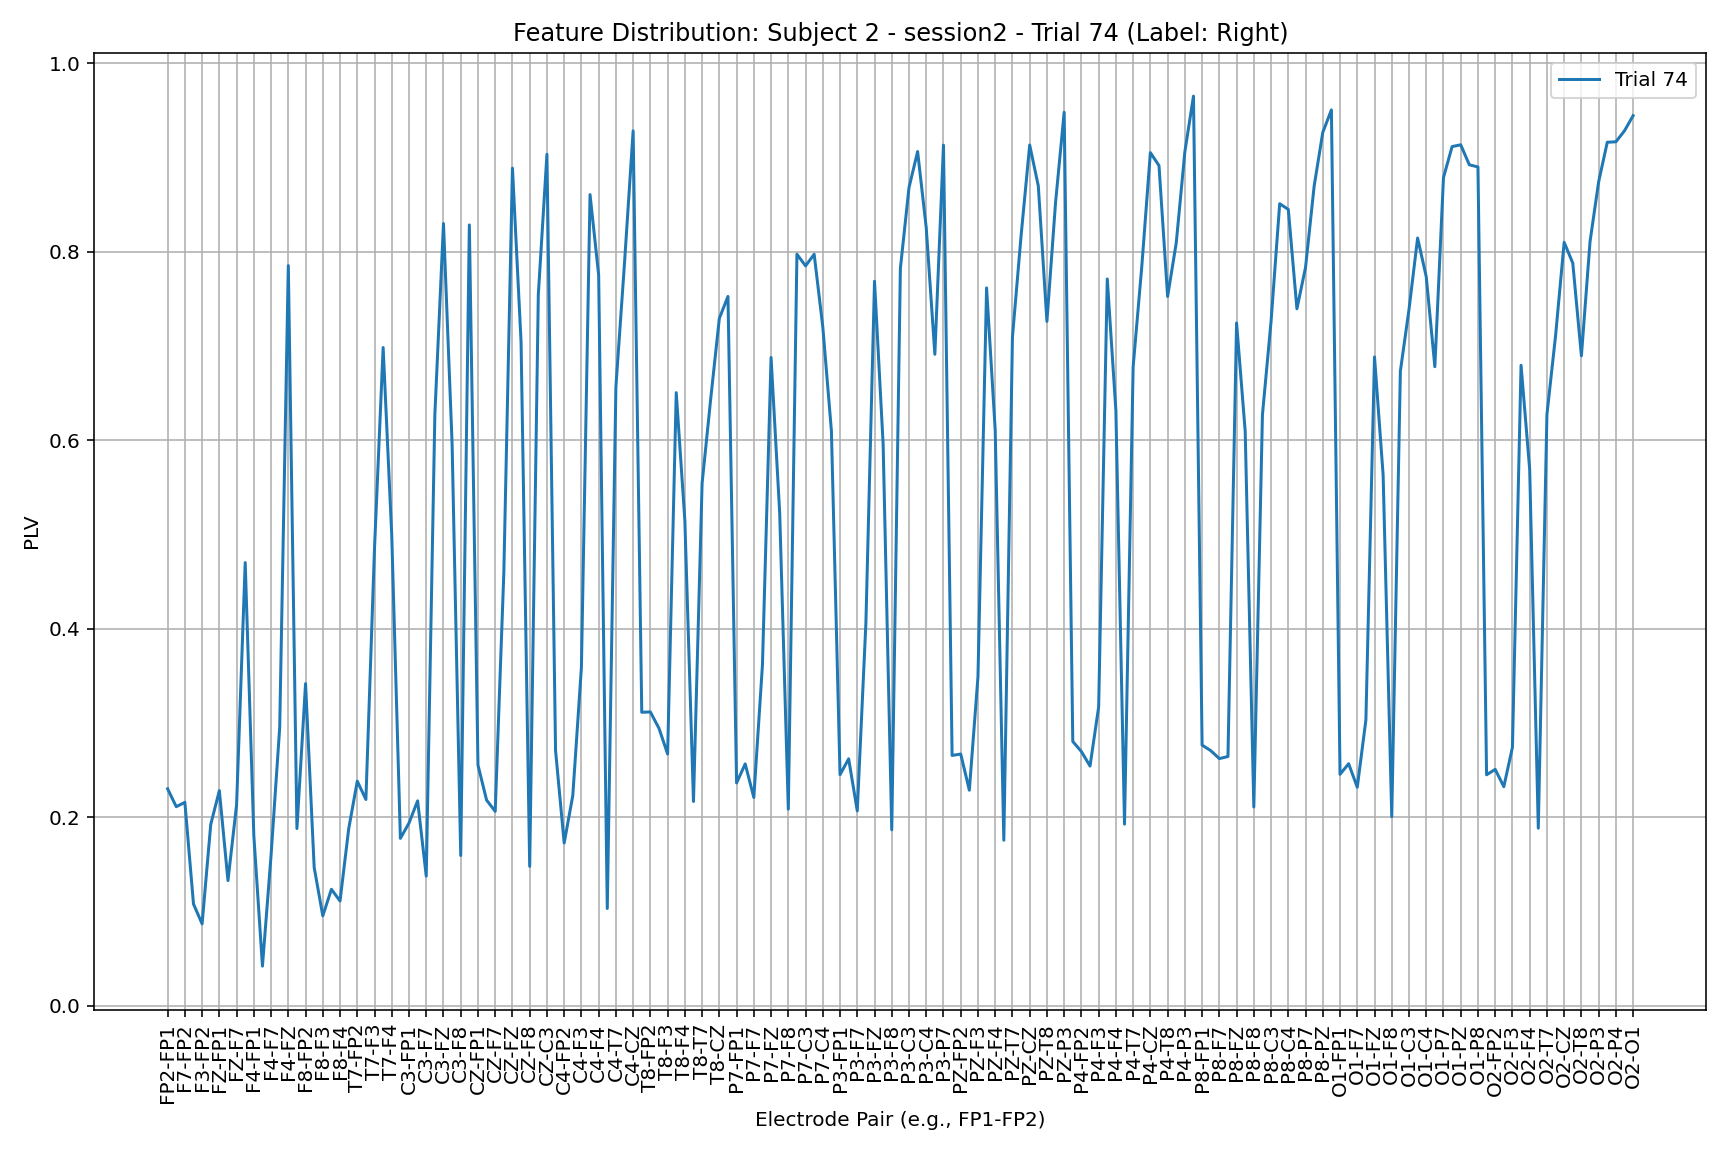 Feature Distribution: Subject 2 - session2 - Trial 74 (Label: Right)
Trial 74
PLV
1.0
0.8
0.6
0.4
0.2
0.0
FP2-FP1
F7-FP2
F3-FP2
FZ-FP1
FZ-F7
F4-FP1
F4-F7
F4-FZ
F8-FP2
F8-F3
F8-F4
T7-FP2
T7-F3
T7-F4
C3-FP1
C3-F7
C3-FZ
C3-F8
CZ-FP1
CZ-F7
CZ-FZ
CZ-F8
CZ-C3
C4-FP2
C4-F3
C4-F4
C4-T7
C4-CZ
T8-FP2
T8-F3
T8-F4
T8-T7
T8-CZ
P7-FP1
P7-F7
P7-FZ
P7-F8
P7-C3
P7-C4
P3-FP1
P3-F7
P3-FZ
P3-F8
P3-C3
P3-C4
P3-P7
PZ-FP2
PZ-F3
PZ-F4
PZ-T7
PZ-CZ
PZ-T8
PZ-P3
P4-FP2
P4-F3
P4-F4
P4-T7
P4-CZ
P4-T8
P4-P3
P8-FP1
P8-F7
P8-FZ
P8-F8
P8-C3
P8-C4
P8-P7
P8-PZ
O1-FP1
O1-F7
O1-FZ
O1-F8
O1-C3
O1-C4
O1-P7
O1-PZ
O1-P8
O2-FP2
O2-F3
O2-F4
O2-T7
O2-CZ
O2-T8
O2-P3
O2-P4
O2-O1
Electrode Pair (e.g., FP1-FP2)